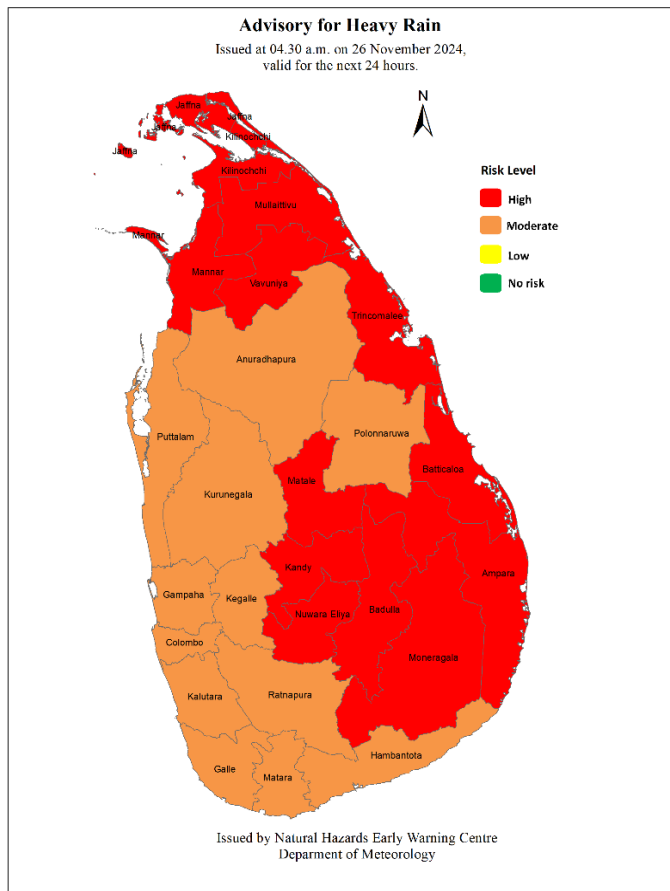 Advisory for Heavy Rain
Issued at 04.30 a.m. on 26 November 2024,
valid for the next 24 hours.
N
Risk Level
High
Moderate
Low
No risk
Jaffna
Jaffna
Jaffna
Kilinochchi
Jaffna
Kilinochchi
Mullaittivu
Mannar
Mannar
Vavuniya
Trincomalee
Anuradhapura
Polonnaruwa
Puttalam
Batticaloa
Matale
Kurunegala
Kandy
Ampara
Gampaha
Kegalle
Nuwara Eliya
Badulla
Colombo
Moneragala
Kalutara
Ratnapura
Hambantota
Galle
Matara
Issued by Natural Hazards Early Warning Centre
Deparment of Meteorology